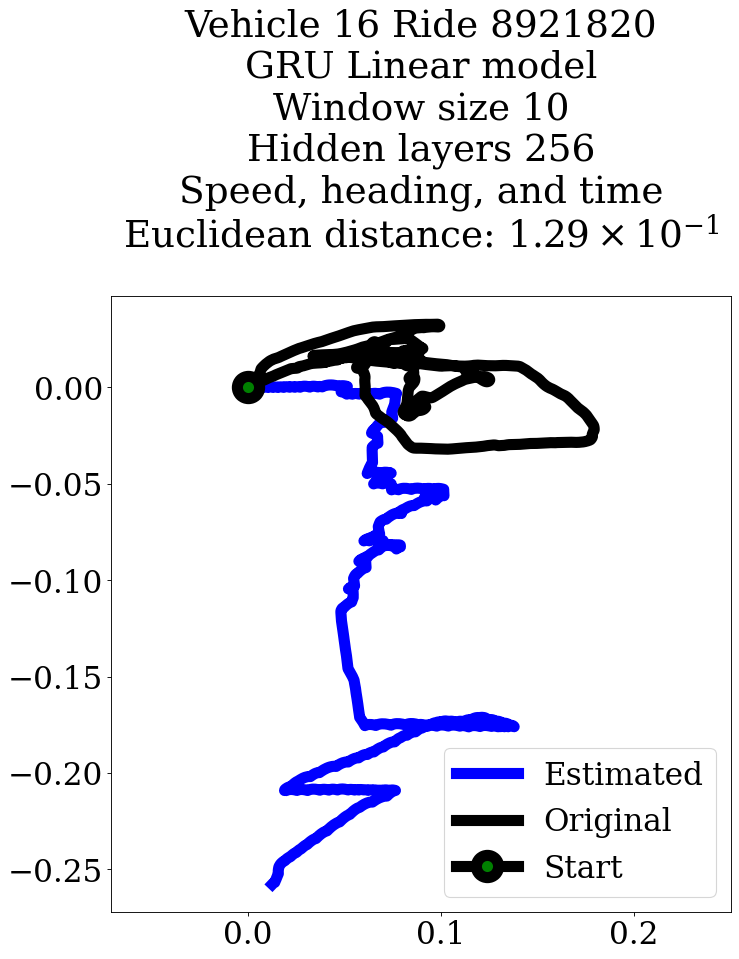 Vehicle 16 Ride 8921820
GRU Linear model
Window size 10
Hidden layers 256
Speed, heading, and time
Euclidean distance: 1.29 × 10⁻¹
0.00
−0.05
−0.10
−0.15
−0.20
−0.25
Estimated
Original
Start
0.0 0.1 0.2